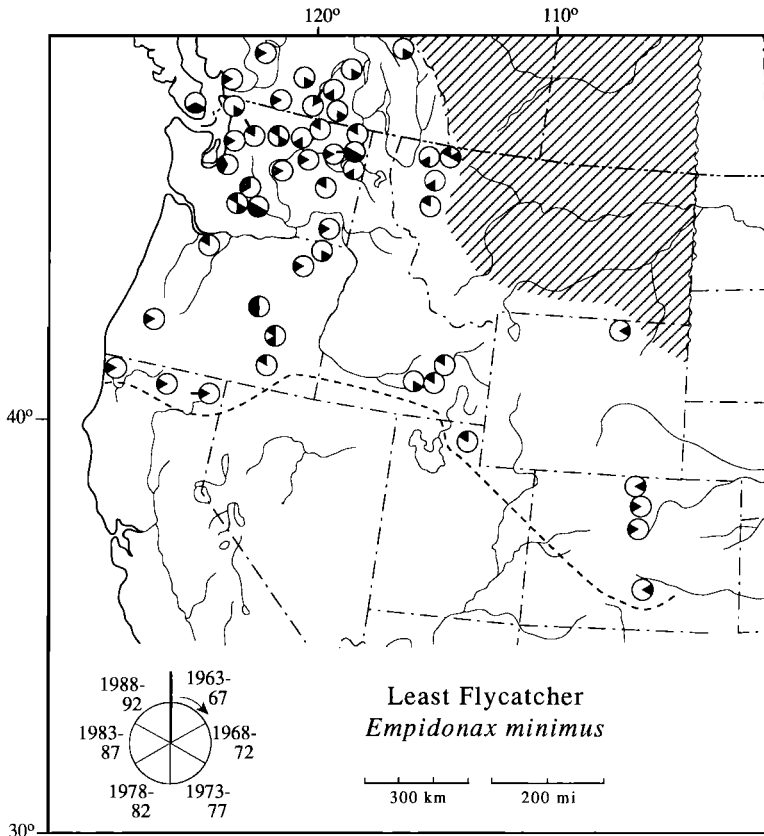 120º
110º
40º
30º
1988-
92
1963-
67
1983-
87
1968-
72
1978-
82
1973-
77
Least Flycatcher
Empidonax minimus
300 km
200 mi